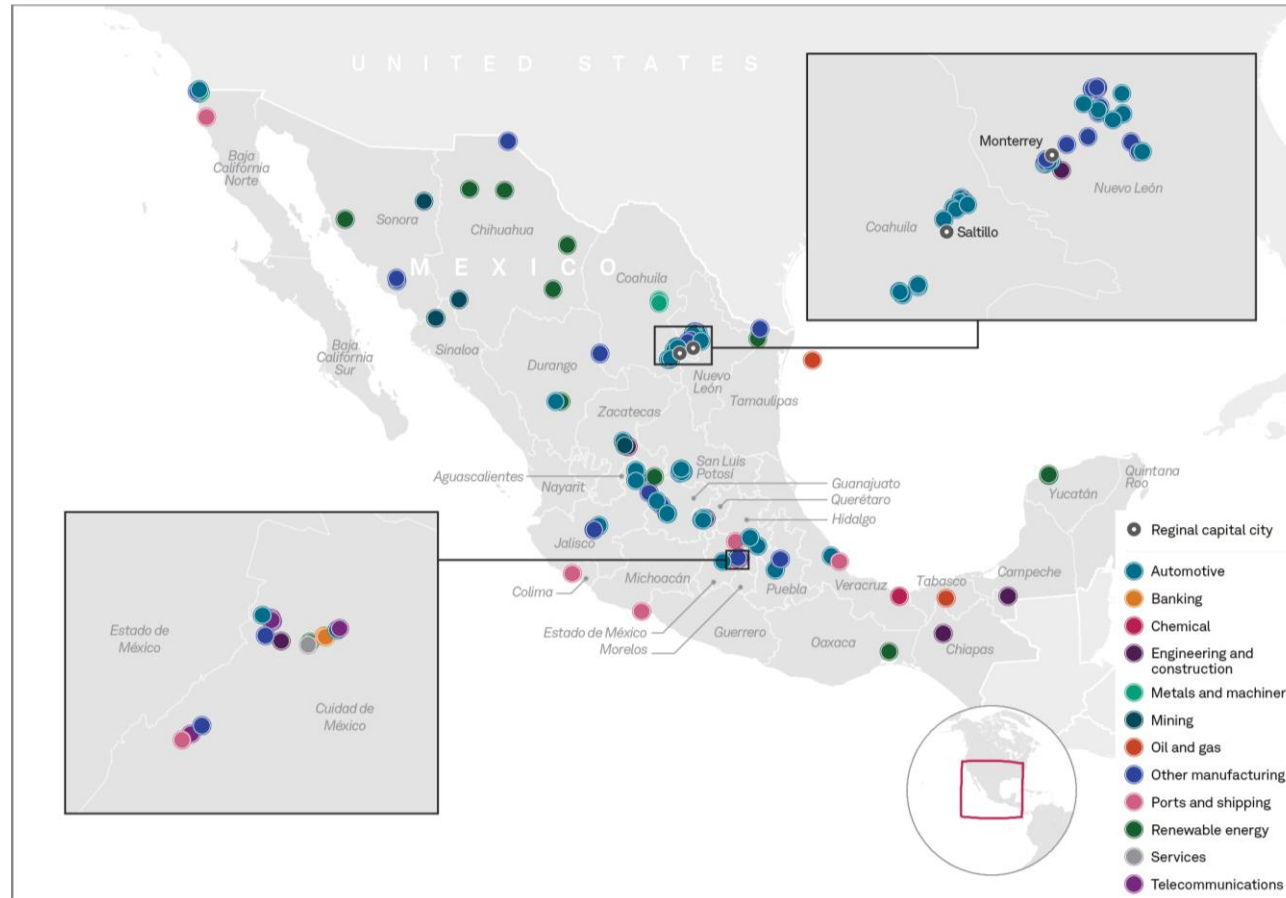 UNITED STATES
MEXICO
Baja
California
Norte
Sonora
Chihuahua
Coahuila
Baja
California
Sur
Sinaloa
Durango
Nuevo
León
Tamaulipas
Zacatecas
Aguascalientes
Nayarit
San Luis
Potosí
Guanajuato
Querétaro
Hidalgo
Jalisco
Colima
Michoacán
Estado de México
Morelos
Guerrero
Puebla
Veracruz
Oaxaca
Tabasco
Chiapas
Campeche
Yucatán
Quintana
Roo
Monterrey
Nuevo León
Coahuila
Saltillo
Estado de
México
Cuidad de
México
Reginal capital city
Automotive
Banking
Chemical
Engineering and
construction
Metals and machiner
Mining
Oil and gas
Other manufacturing
Ports and shipping
Renewable energy
Services
Telecommunications